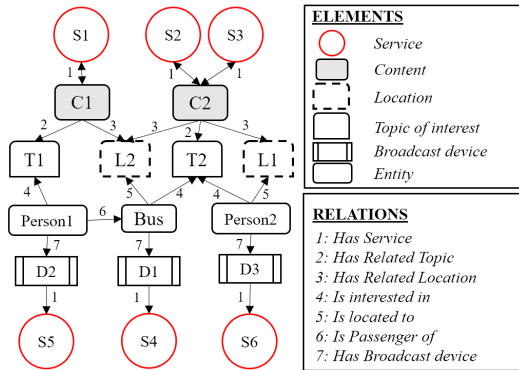 S1
S2
S3
1
1
1
C1
C2
2
3
3
2
3
T1
L2
T2
L1
4
5
4
4
5
Person1
6
Bus
Person2
7
7
7
D2
D1
D3
1
1
1
S5
S4
S6
ELEMENTS
Service
Content
Location
Topic of interest
Broadcast device
Entity
RELATIONS
1: Has Service
2: Has Related Topic
3: Has Related Location
4: Is interested in
5: Is located to
6: Is Passenger of
7: Has Broadcast device